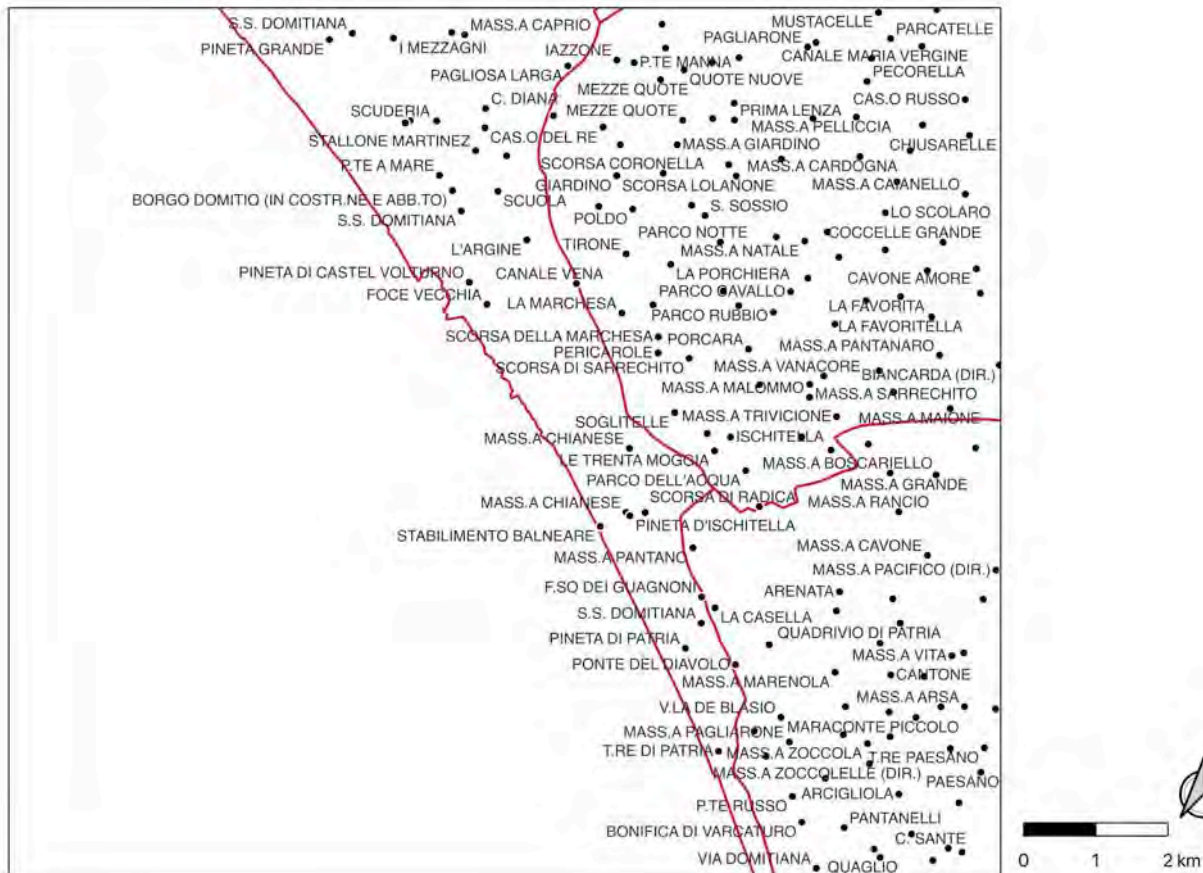 S.S. DOMITIANA
MASS.A CAPRIO
MUSTACELLE
PARCATELLE
PINETA GRANDE
I MEZZAGNI
IAZZONE
PAGLIARONE
CANALE MARIA VERGINE
P.TE MANNA
PAGLIOSA LARGA
QUOTE NUOVE
PECORELLA
MEZZE QUOTE
C. DIANA
CAS.O RUSSO
SCUDERIA
MEZZE QUOTE
PRIMA LENZA
MASS.A PELLICCIA
STALLONE MARTINEZ
CAS.O DEL RE
MASS.A GIARDINO
CHIUSARELLE
P.TE A MARE
SCORSA CORONELLA
MASS.A CARDOGNA
GIARDINO
SCORSA LOLANONE
MASS.A CAIANELLO
BORGO DOMITIO (IN COSTR.NE E ABB.TO)
SCUOLA
S. SOSSIO
S.S. DOMITIANA
POLDO
LO SCOLARO
PARCO NOTTE
COCCELLE GRANDE
L'ARGINE
TIRONE
MASS.A NATALE
PINETA DI CASTEL VOLTURNO
CANALE VENA
LA PORCHIERA
CAVONE AMORE
FOCE VECCHIA
PARCO CAVALLO
LA MARCHESA
PARCO RUBBIO
LA FAVORITA
LA FAVORITELLA
SCORSA DELLA MARCHESA
PORCARA
MASS.A PANTANARO
PERICAROLE
SCORSA DI SARRECHITO
MASS.A VANACORE
BIANCARDA (DIR.)
MASS.A MALOMMO
MASS.A SARRECHITO
SOGLITELLE
MASS.A TRIVICIONE
MASS.A MAIONE
MASS.A CHIANESE
ISCHITELLA
LE TRENTA MOGGIA
MASS.A BOSCARIELLO
PARCO DELL'ACQUA
MASS.A GRANDE
MASS.A CHIANESE
SCORSA DI RADICA
MASS.A RANCIO
PINETA D'ISCHITELLA
STABILIMENTO BALNEARE
MASS.A PANTANO
MASS.A CAVONE
MASS.A PACIFICO (DIR.)
F.SO DEI GUAGNONI
ARENATA
S.S. DOMITIANA
LA CASELLA
PINETA DI PATRIA
QUADRIVIO DI PATRIA
PONTE DEL DIAVOLO
MASS.A VITA
MASS.A MARENOLA
CANTONE
V.LA DE BLASIO
MASS.A ARSA
MASS.A PAGLIARONE
MARACONTE PICCOLO
T.RE DI PATRIA
MASS.A ZOCCOLA
T.RE PAESANO
MASS.A ZOCCOLELLE (DIR.)
PAESANO
P.TE RUSSO
ARCIGLIOLA
BONIFICA DI VARCATURO
PANTANELLI
C. SANTE
VIA DOMITIANA
QUAGLIO
0 1 2 km